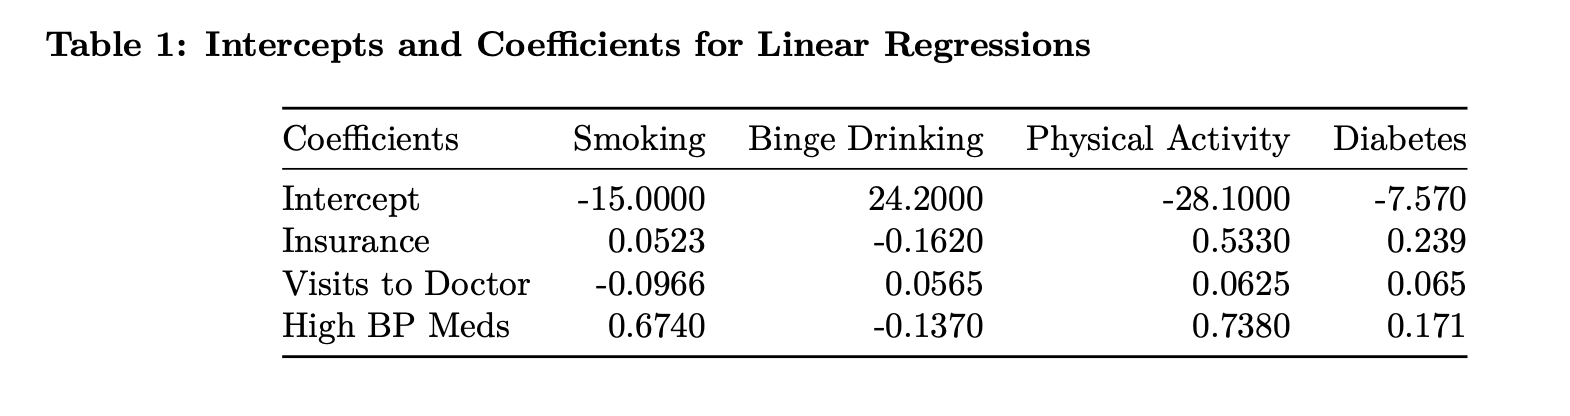 Table 1: Intercepts and Coefficients for Linear Regressions
Coefficients Smoking Binge Drinking Physical Activity Diabetes
Intercept -15.0000 24.2000 -28.1000 -7.570
Insurance 0.0523 -0.1620 0.5330 0.239
Visits to Doctor -0.0966 0.0565 0.0625 0.065
High BP Meds 0.6740 -0.1370 0.7380 0.171